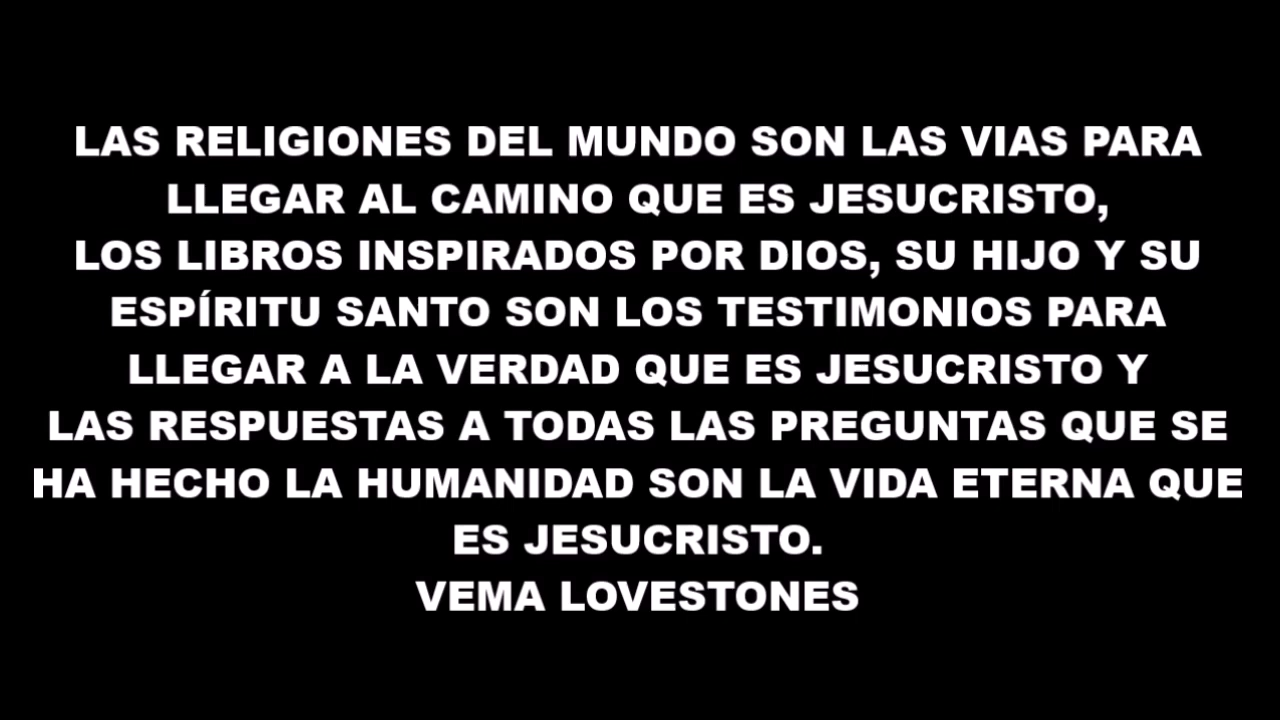 LAS RELIGIONES DEL MUNDO SON LAS VIAS PARA
LLEGAR AL CAMINO QUE ES JESUCRISTO,
LOS LIBROS INSPIRADOS POR DIOS, SU HIJO Y SU
ESPÍRITU SANTO SON LOS TESTIMONIOS PARA
LLEGAR A LA VERDAD QUE ES JESUCRISTO Y
LAS RESPUESTAS A TODAS LAS PREGUNTAS QUE SE
HA HECHO LA HUMANIDAD SON LA VIDA ETERNA QUE
ES JESUCRISTO.
VEMA LOVESTONES